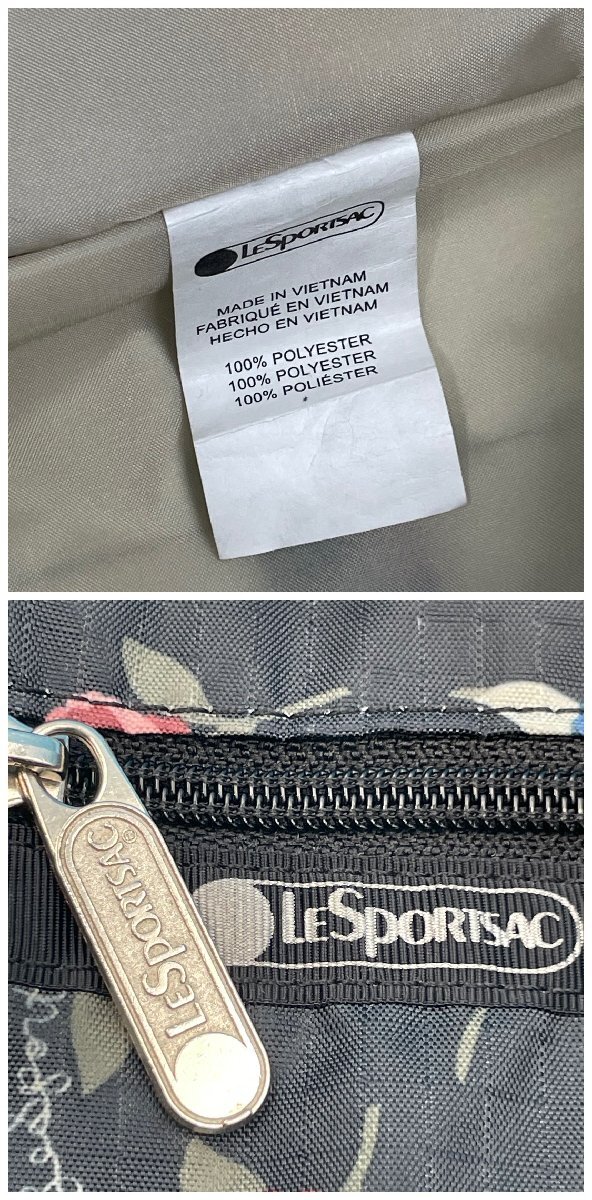 LESPORTSAC
MADE IN VIETNAM
FABRIQUÉ EN VIETNAM
HECHO EN VIETNAM
100% POLYESTER
100% POLYESTER
100% POLIÉSTER
LESPORTSAC®
LESPORTSAC